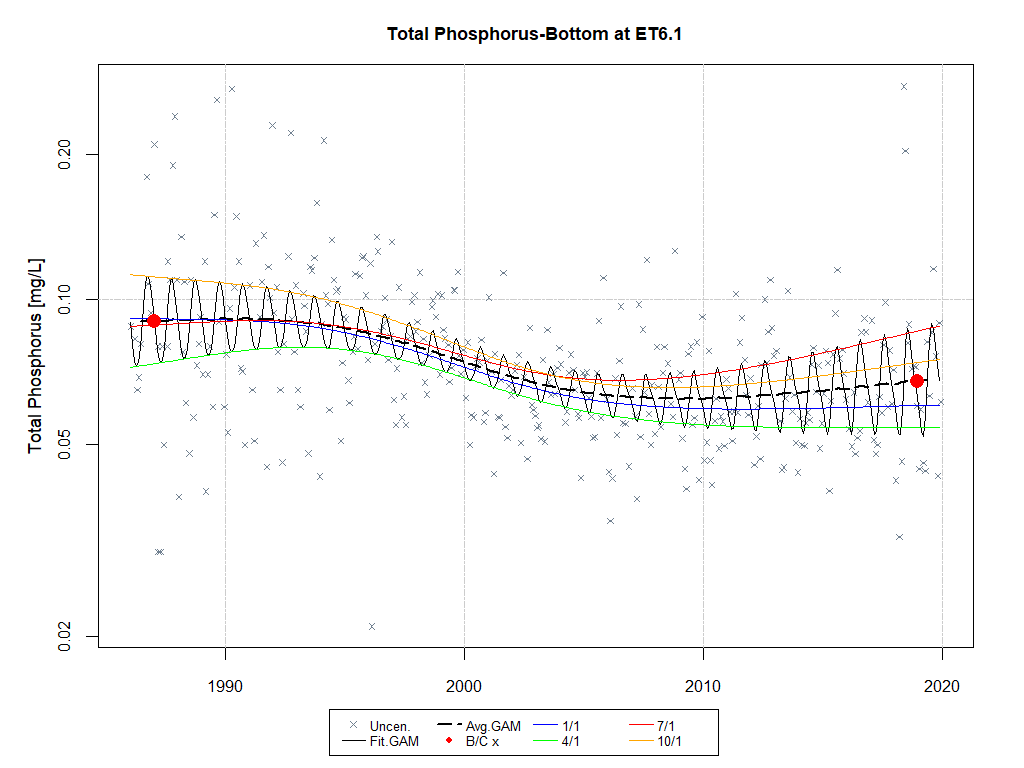 Total Phosphorus-Bottom at ET6.1
Total Phosphorus [mg/L]
0.20
0.10
0.05
0.02
1990 2000 2010 2020
Uncen. Avg.GAM 1/1 7/1
Fit.GAM B/C x 4/1 10/1